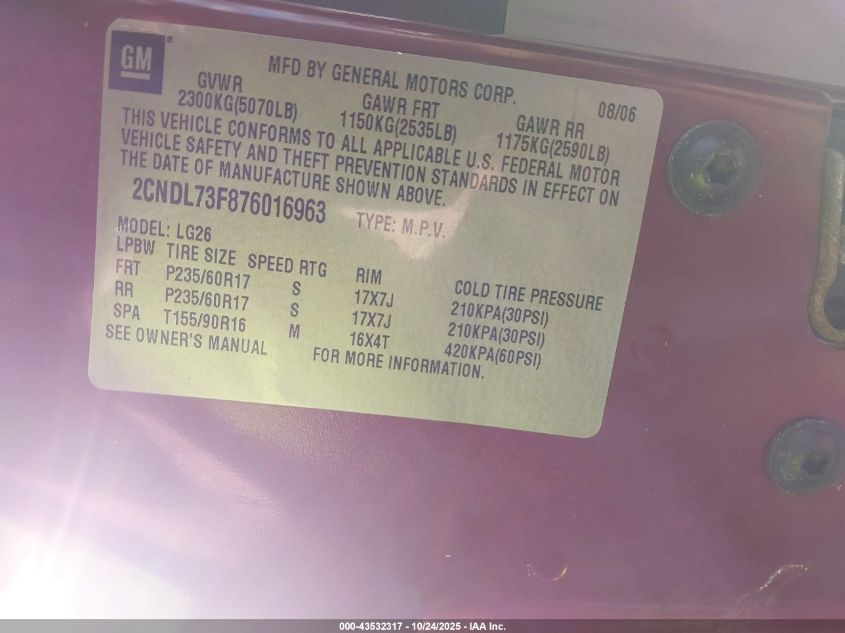 GM
MFD BY GENERAL MOTORS CORP. 08/06
GVWR GAWR FRT GAWR RR
2300KG(5070LB) 1150KG(2535LB) 1175KG(2590LB)
THIS VEHICLE CONFORMS TO ALL APPLICABLE U.S. FEDERAL MOTOR
VEHICLE SAFETY AND THEFT PREVENTION STANDARDS IN EFFECT ON
THE DATE OF MANUFACTURE SHOWN ABOVE.
2CNDL73F876016963 TYPE: M.P.V.
MODEL: LG26
LPBW TIRE SIZE SPEED RTG RIM COLD TIRE PRESSURE
FRT P235/60R17 S 17X7J 210KPA(30PSI)
RR P235/60R17 S 17X7J 210KPA(30PSI)
SPA T155/90R16 M 16X4T 420KPA(60PSI)
SEE OWNER'S MANUAL FOR MORE INFORMATION.
000-43532317 - 10/24/2025 - IAA Inc.